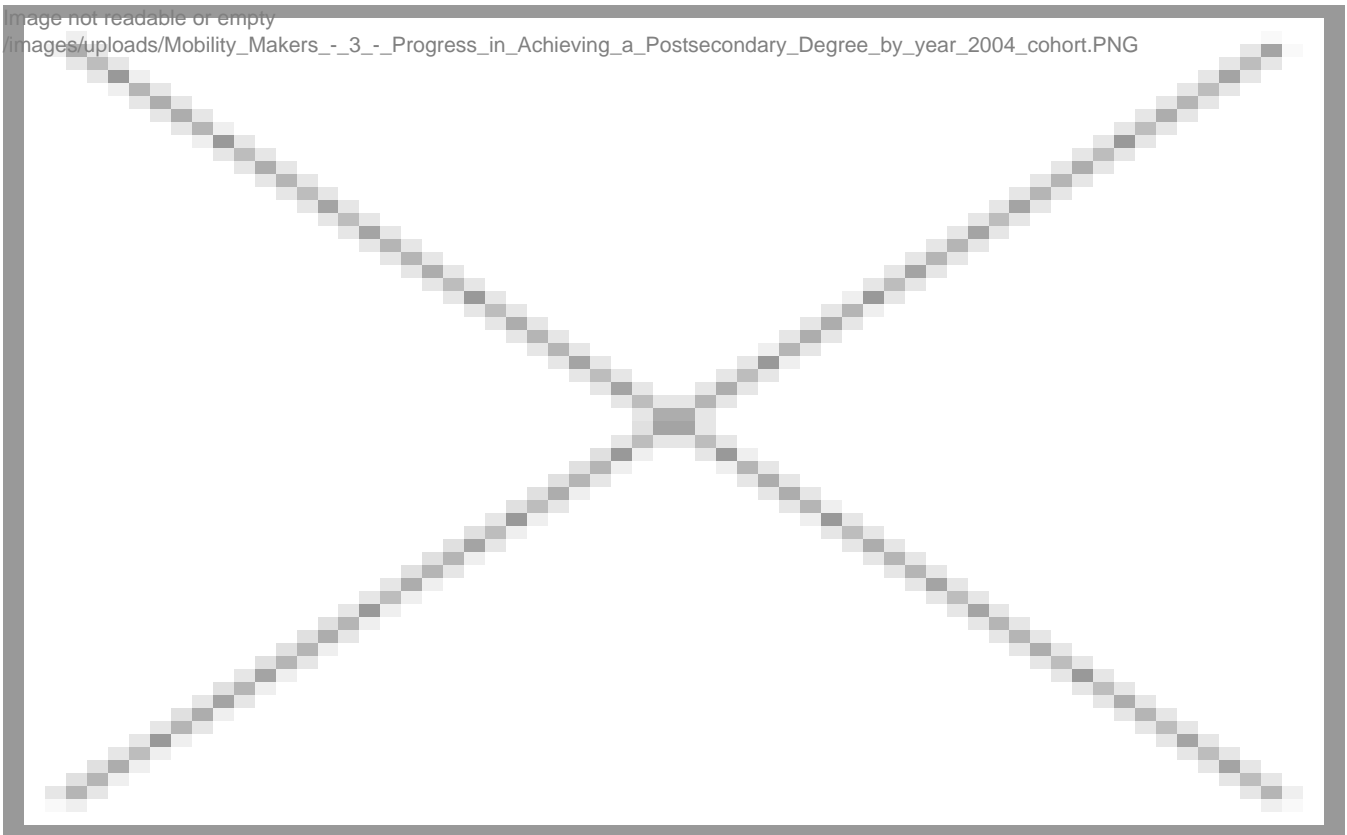 Image not readable or empty
/images/uploads/Mobility_Makers_-_3_-_Progress_in_Achieving_a_Postsecondary_Degree_by_year_2004_cohort.PNG